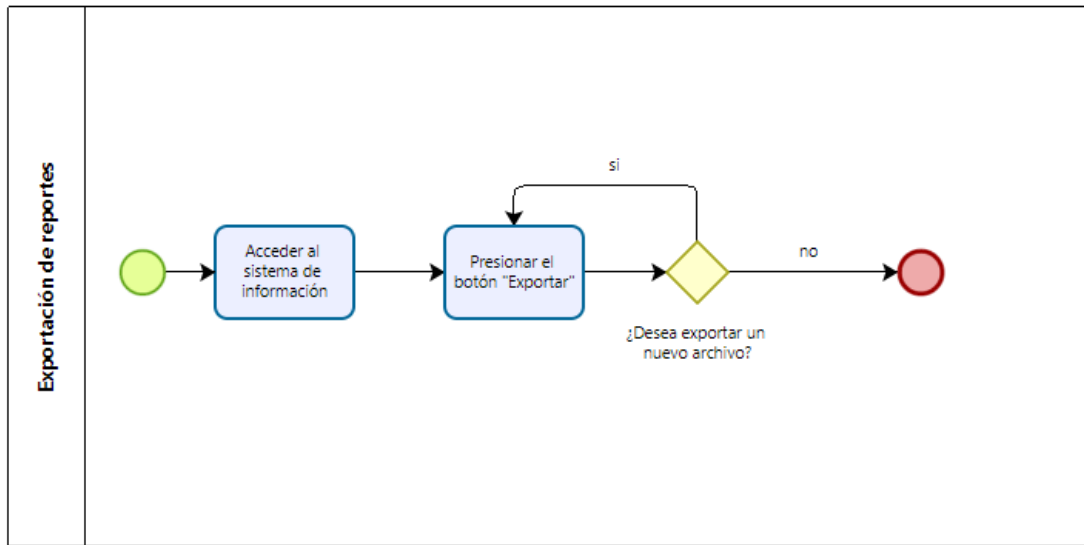 Exportación de reportes
Acceder al
sistema de
información
Presionar el
botón "Exportar"
si
¿Desea exportar un
nuevo archivo?
no